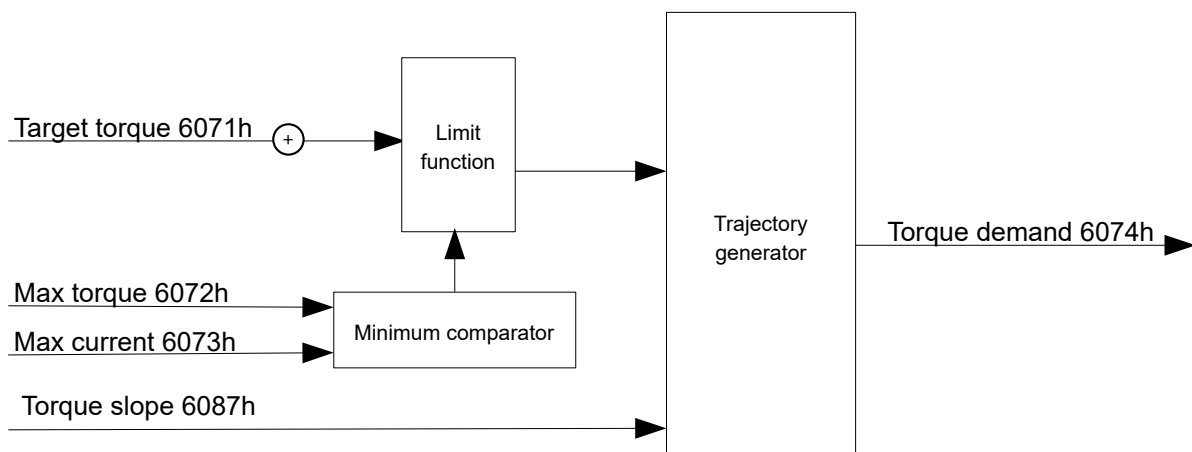 Target torque 6071h
+
Limit
function
Trajectory
generator
Torque demand 6074h
Max torque 6072h
Max current 6073h
Minimum comparator
Torque slope 6087h